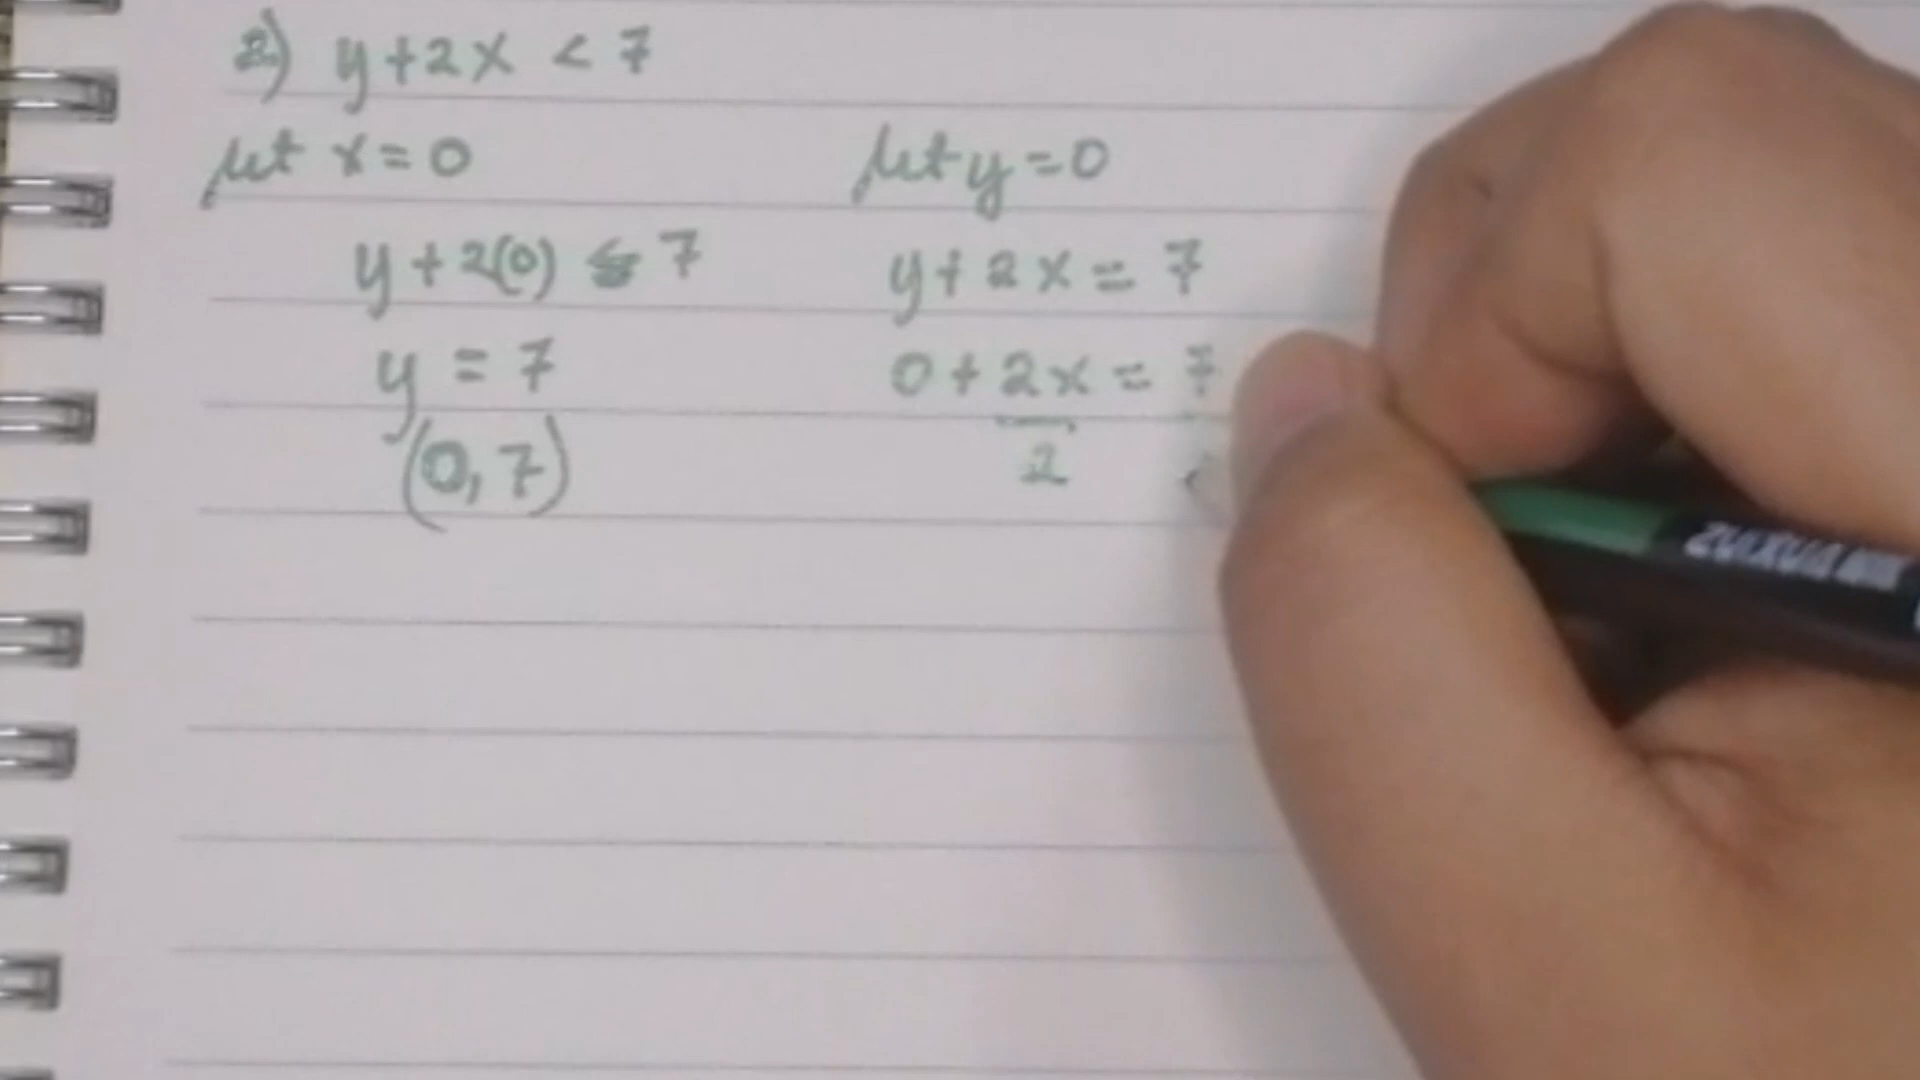 2) y+2x < 7
let x=0
y+2(0) = 7
y = 7
(0,7)
let y=0
y+2x=7
0+2x=7
2
ZUIXUA